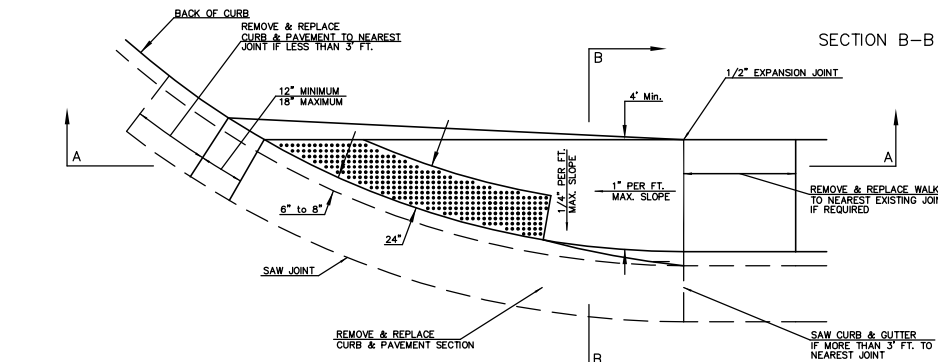 BACK OF CURB
REMOVE & REPLACE
CURB & PAVEMENT TO NEAREST
JOINT IF LESS THAN 3' FT.
SECTION B-B
B
1/2" EXPANSION JOINT
12" MINIMUM
18" MAXIMUM
4' Min.
A
A
1/4" PER FT.
MAX. SLOPE
1" PER FT.
MAX. SLOPE
REMOVE & REPLACE WALK
TO NEAREST EXISTING JOIN
IF REQUIRED
6" to 8"
24"
SAW JOINT
REMOVE & REPLACE
CURB & PAVEMENT SECTION
SAW CURB & GUTTER
IF MORE THAN 3' FT. TO
NEAREST JOINT
B